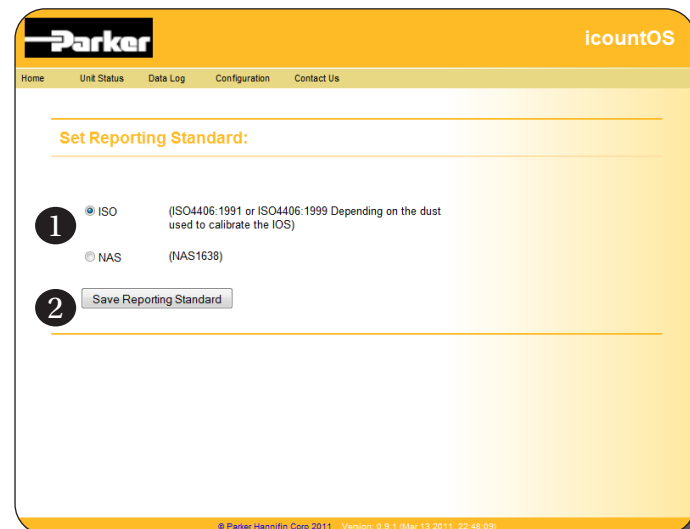 Parker
icountOS
Home Unit Status Data Log Configuration Contact Us
Set Reporting Standard:
1
ISO (ISO4406:1991 or ISO4406:1999 Depending on the dust
used to calibrate the IOS)
NAS (NAS1638)
2
Save Reporting Standard
© Parker Hannifin Corp 2011 Version: 0.9.1 (Mar 13 2011, 22:48:09)